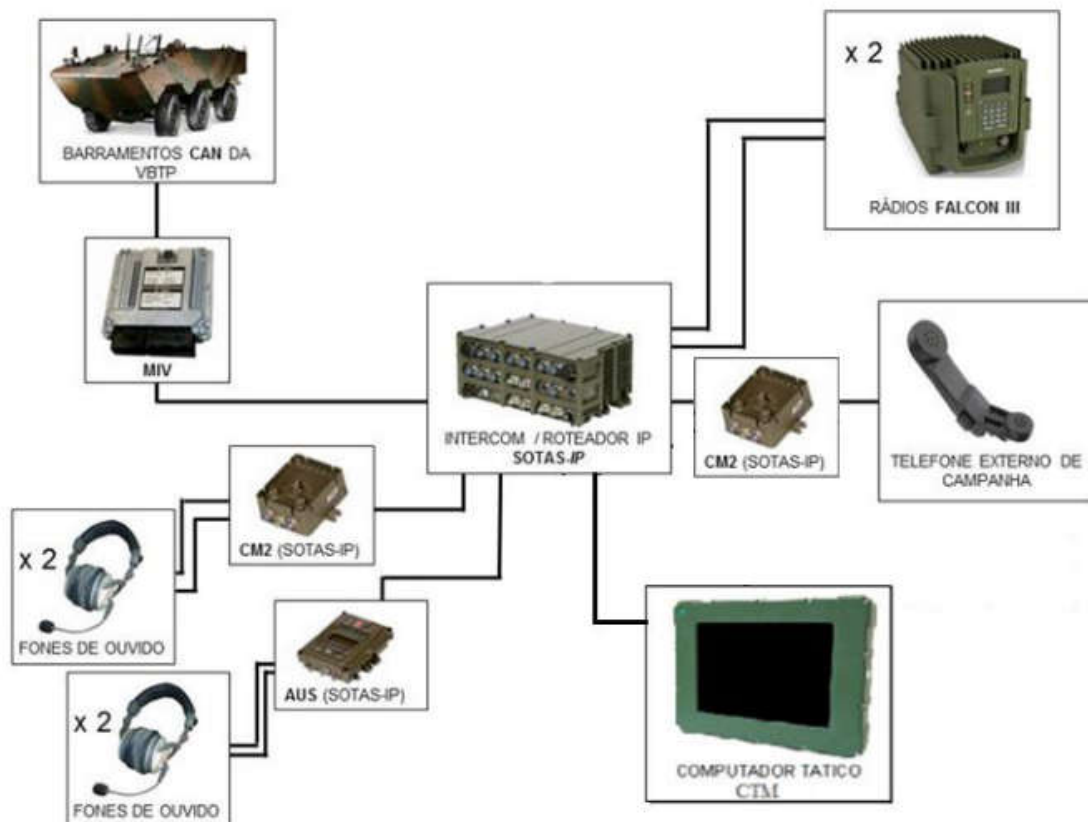 BARRAMENTOS CAN DA
VBTP
x 2
RÁDIOS FALCON III
MIV
INTERCOM / ROTEADOR IP
SOTAS-IP
CM2 (SOTAS-IP)
TELEFONE EXTERNO DE
CAMPANHA
CM2 (SOTAS-IP)
x 2
FONES DE OUVIDO
AUS (SOTAS-IP)
x 2
FONES DE OUVIDO
COMPUTADOR TATICO
CTM